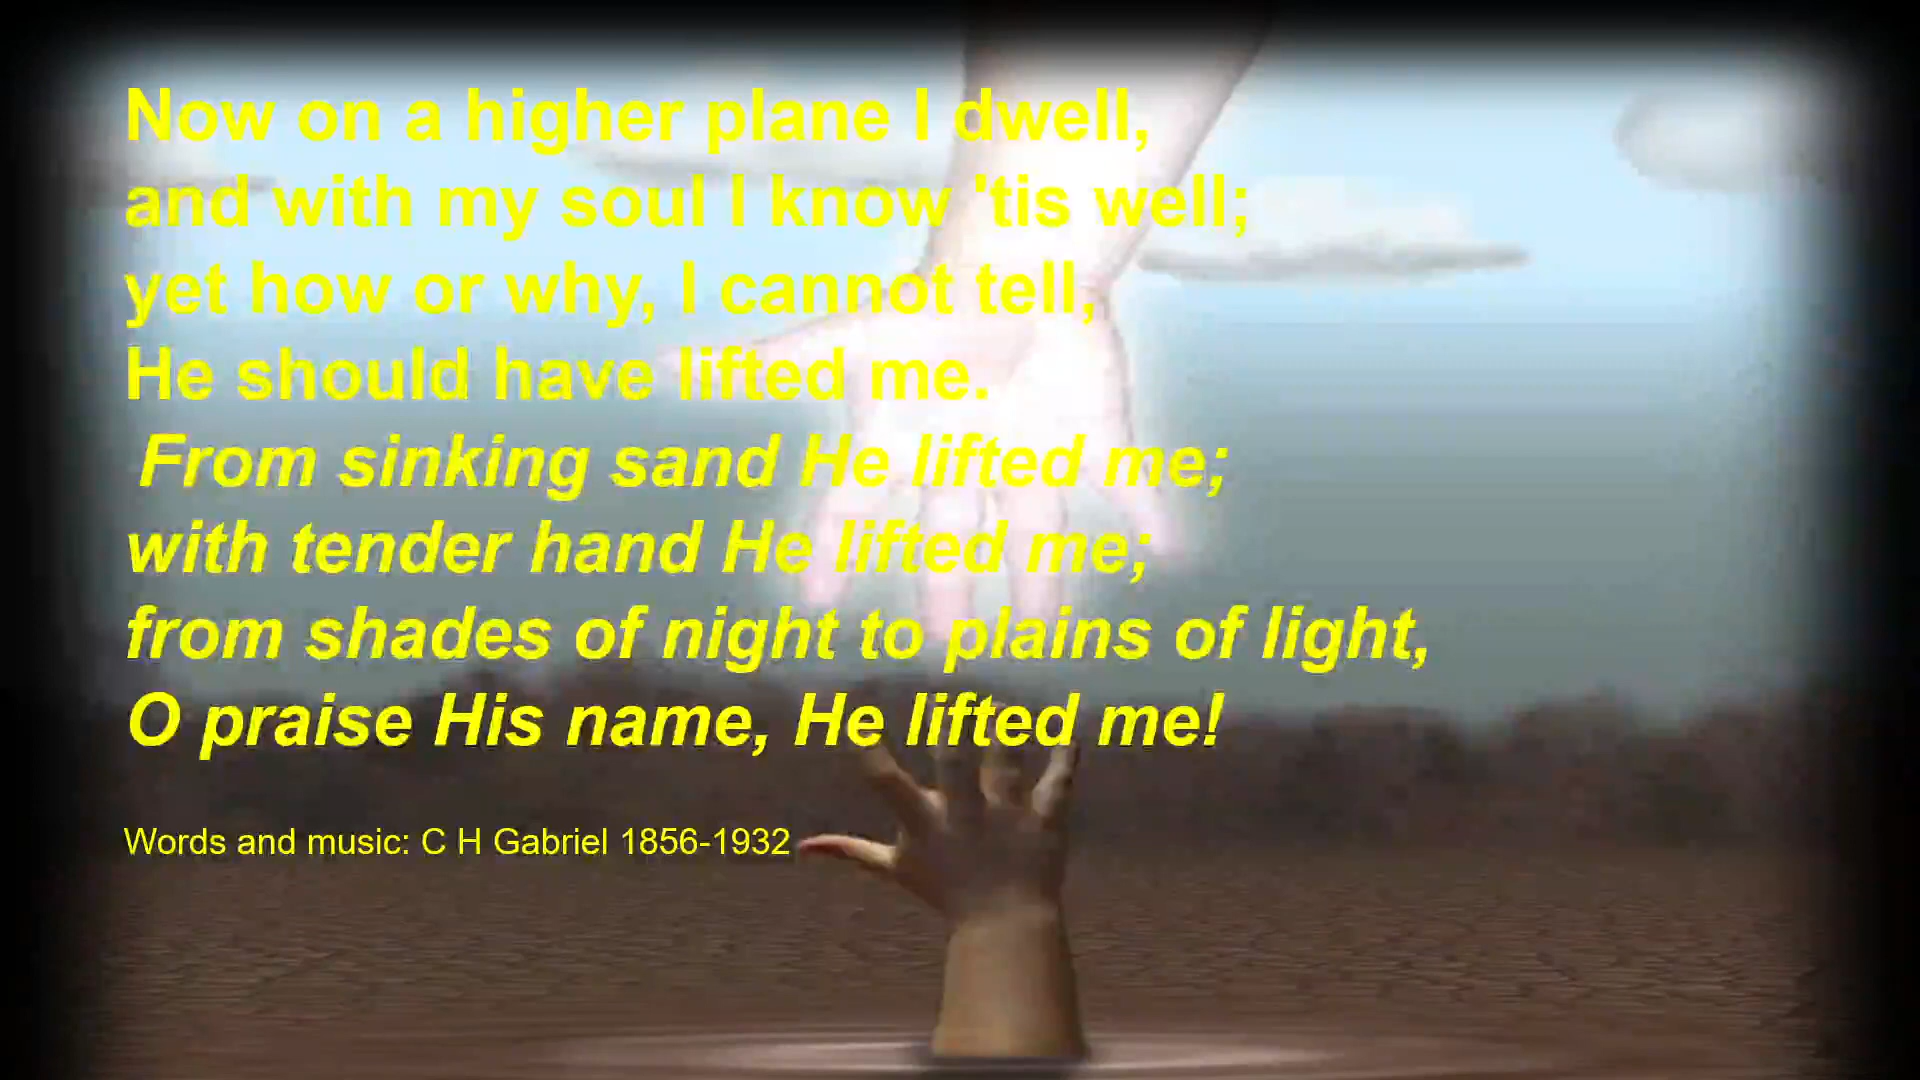 Now on a higher plane I dwell,
and with my soul I know 'tis well;
yet how or why, I cannot tell,
He should have lifted me.
From sinking sand He lifted me;
with tender hand He lifted me;
from shades of night to plains of light,
O praise His name, He lifted me!
Words and music: C H Gabriel 1856-1932